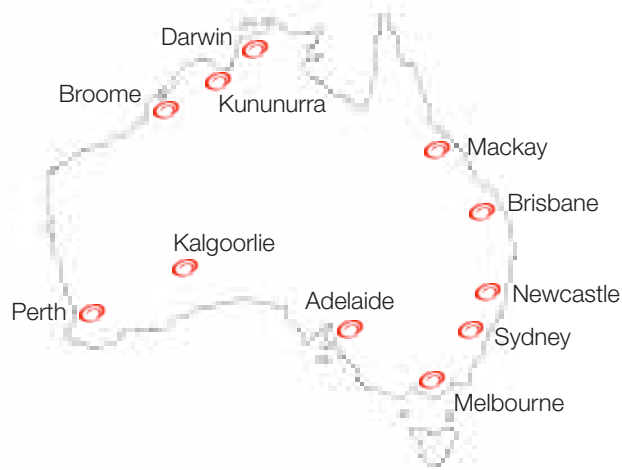 Darwin
Broome
Kununurra
Mackay
Brisbane
Kalgoorlie
Newcastle
Perth
Adelaide
Sydney
Melbourne